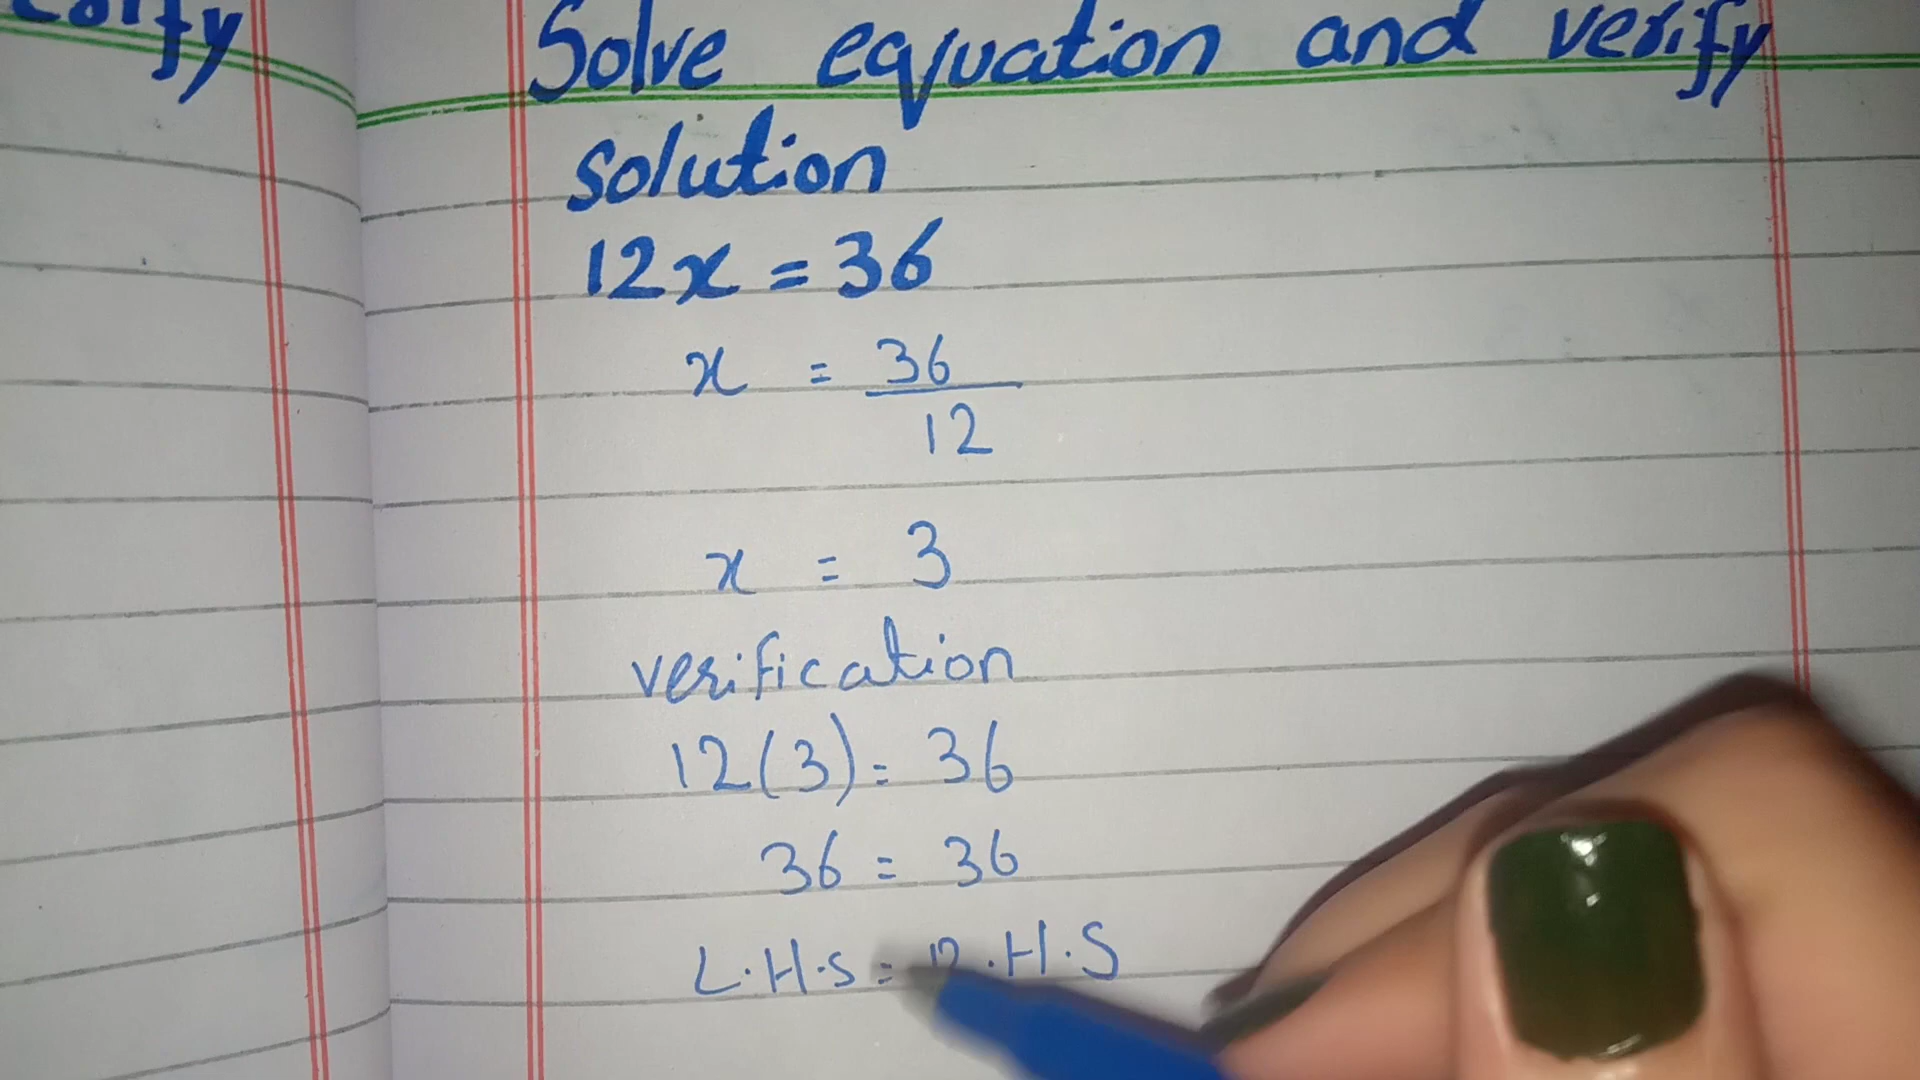 Solve equation and verify
solution
12x = 36
x = 36
12
x = 3
verification
12(3) = 36
36 = 36
L.H.S = R.H.S